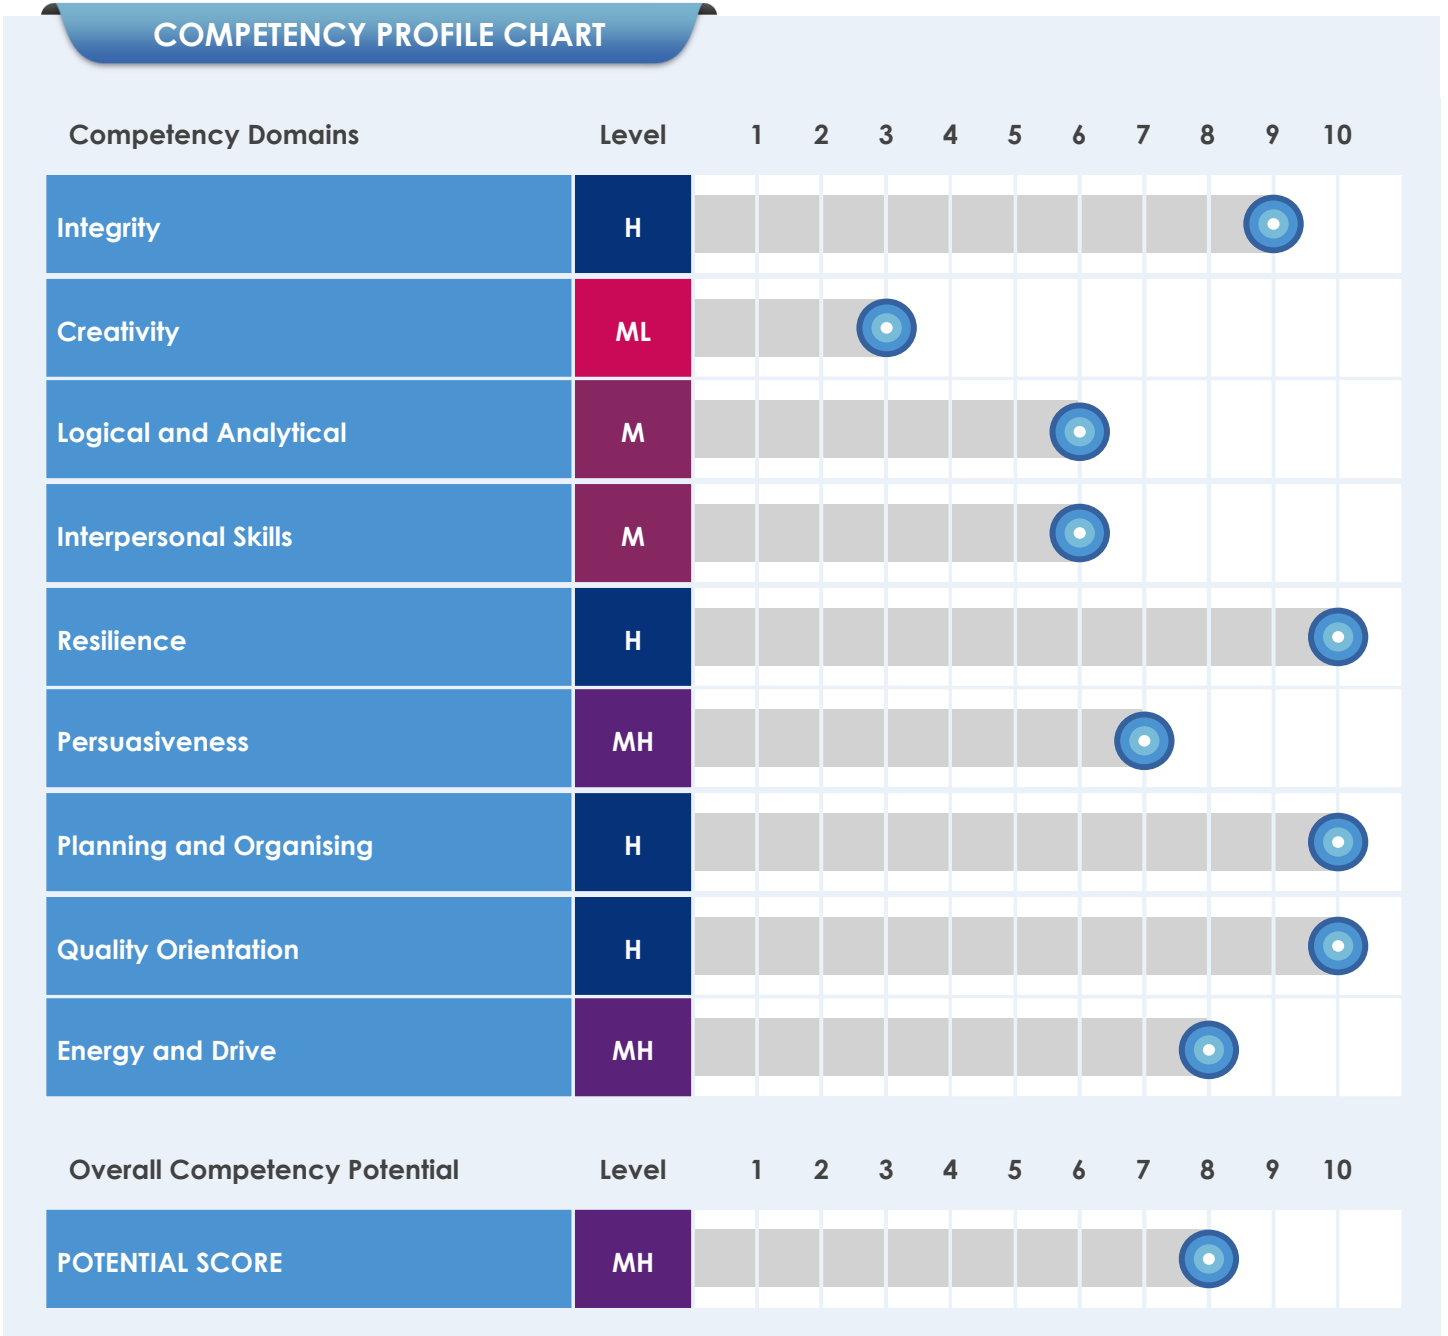 COMPETENCY PROFILE CHART
Competency Domains Level 1 2 3 4 5 6 7 8 9 10
Integrity H
Creativity ML
Logical and Analytical M
Interpersonal Skills M
Resilience H
Persuasiveness MH
Planning and Organising H
Quality Orientation H
Energy and Drive MH
Overall Competency Potential Level 1 2 3 4 5 6 7 8 9 10
POTENTIAL SCORE MH